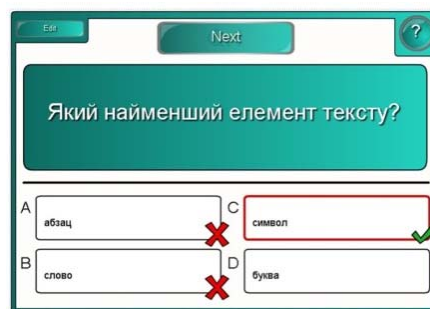 Edit
Next
?
Який найменший елемент тексту?
A
абзац
C
символ
B
слово
D
буква